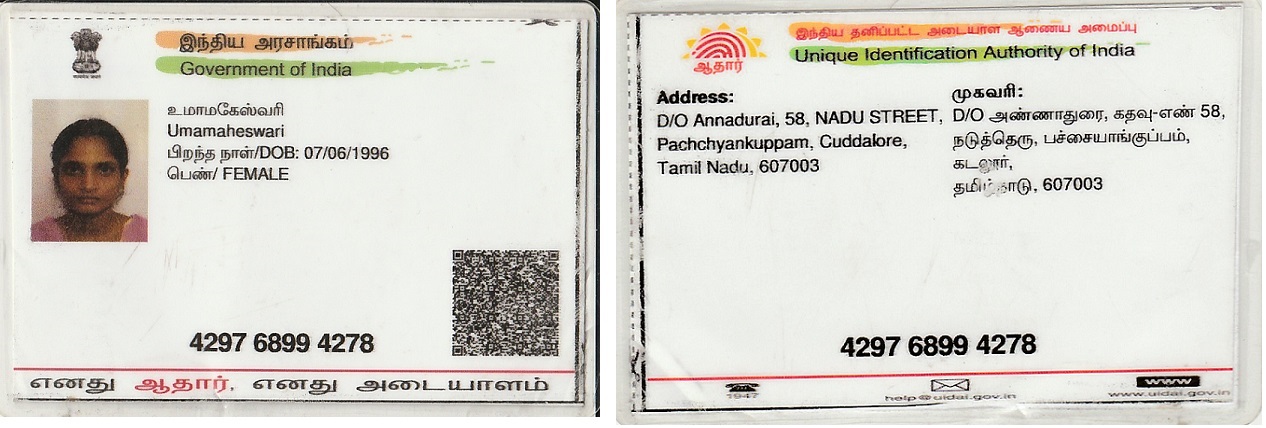 இந்திய அரசாங்கம்
Government of India
உமாமகேஸ்வரி
Umamaheswari
பிறந்த நாள்/DOB: 07/06/1996
பெண்/ FEMALE
4297 6899 4278
எனது ஆதார், எனது அடையாளம்
ஆதார்
இந்திய தனிப்பட்ட அடையாள ஆணைய அமைப்பு
Unique Identification Authority of India
Address:
D/O Annadurai, 58, NADU STREET,
Pachchyankuppam, Cuddalore,
Tamil Nadu, 607003
முகவரி:
D/O அண்ணாதுரை, கதவு-எண் 58,
நடுத்தெரு, பச்சையாங்குப்பம்,
கடலூர்,
607003
4297 6899 4278
1947
help@uidai.gov.in
www
www.uidai.gov.in